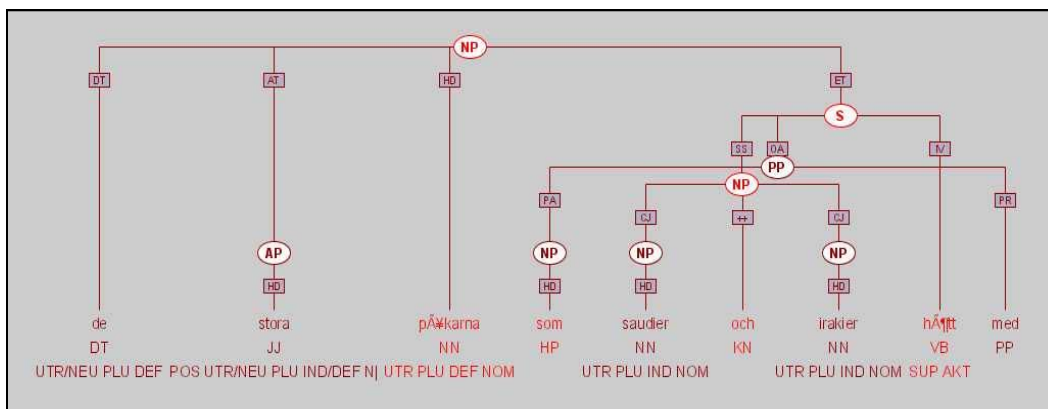 NP
DT AT HD ET
S
SS OA IV
PP
NP
PA CJ ++ CJ PR
AP NP NP NP
HD HD HD HD
de stora pÃ¥karna som saudier och irakier hÃ¶tt med
DT JJ NN HP NN KN NN VB PP
UTR/NEU PLU DEF POS UTR/NEU PLU IND/DEF N| UTR PLU DEF NOM UTR PLU IND NOM UTR PLU IND NOM SUP AKT